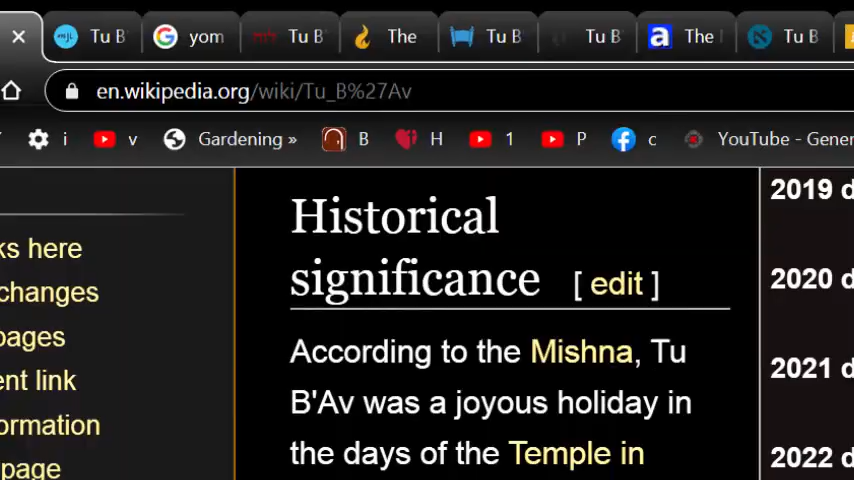 Tu B yom Tu B The Tu B Tu B The Tu B
en.wikipedia.org/wiki/Tu_B%27Av
i v Gardening » B H 1 P c YouTube - Gener
Historical
significance [ edit ]
According to the Mishna, Tu
B'Av was a joyous holiday in
the days of the Temple in
ks here
changes
pages
ent link
ormation
page
2019 d
2020 d
2021 d
2022 d